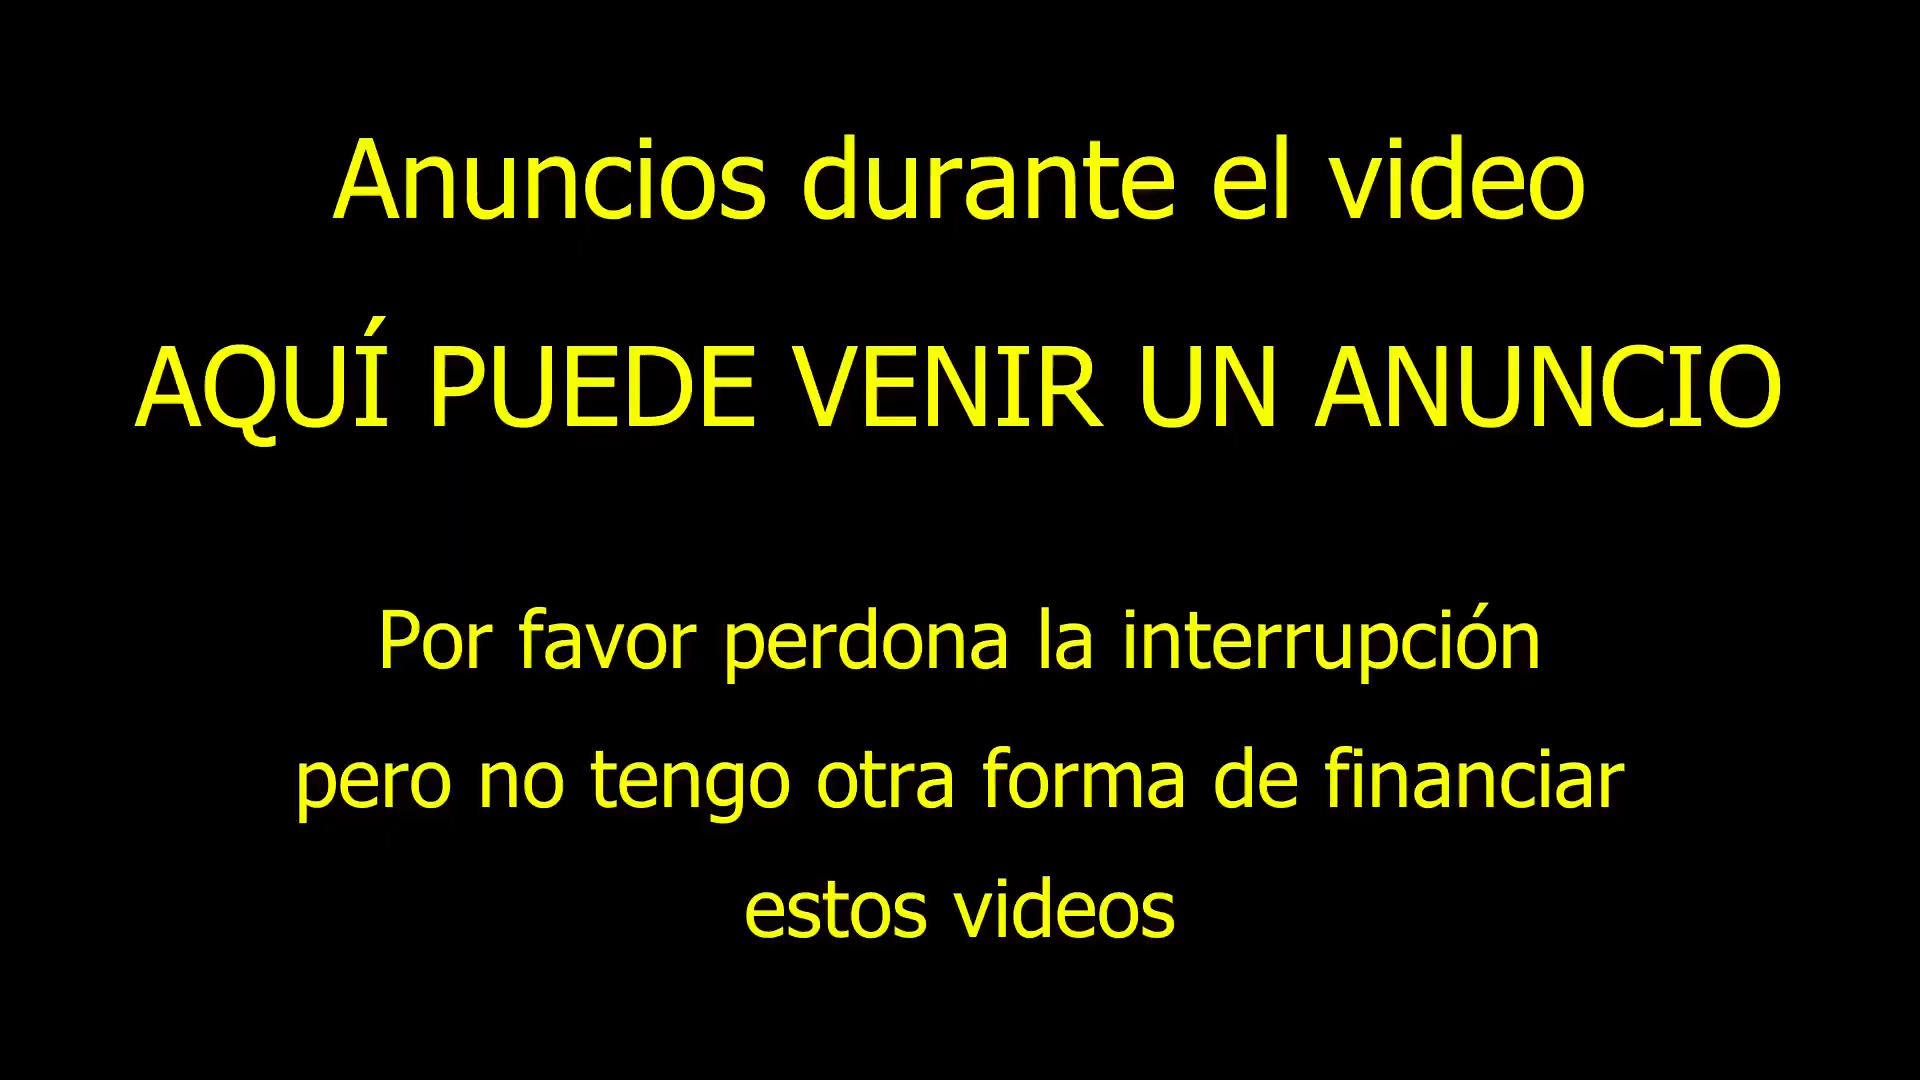 Anuncios durante el video
AQUÍ PUEDE VENIR UN ANUNCIO
Por favor perdona la interrupción
pero no tengo otra forma de financiar
estos videos